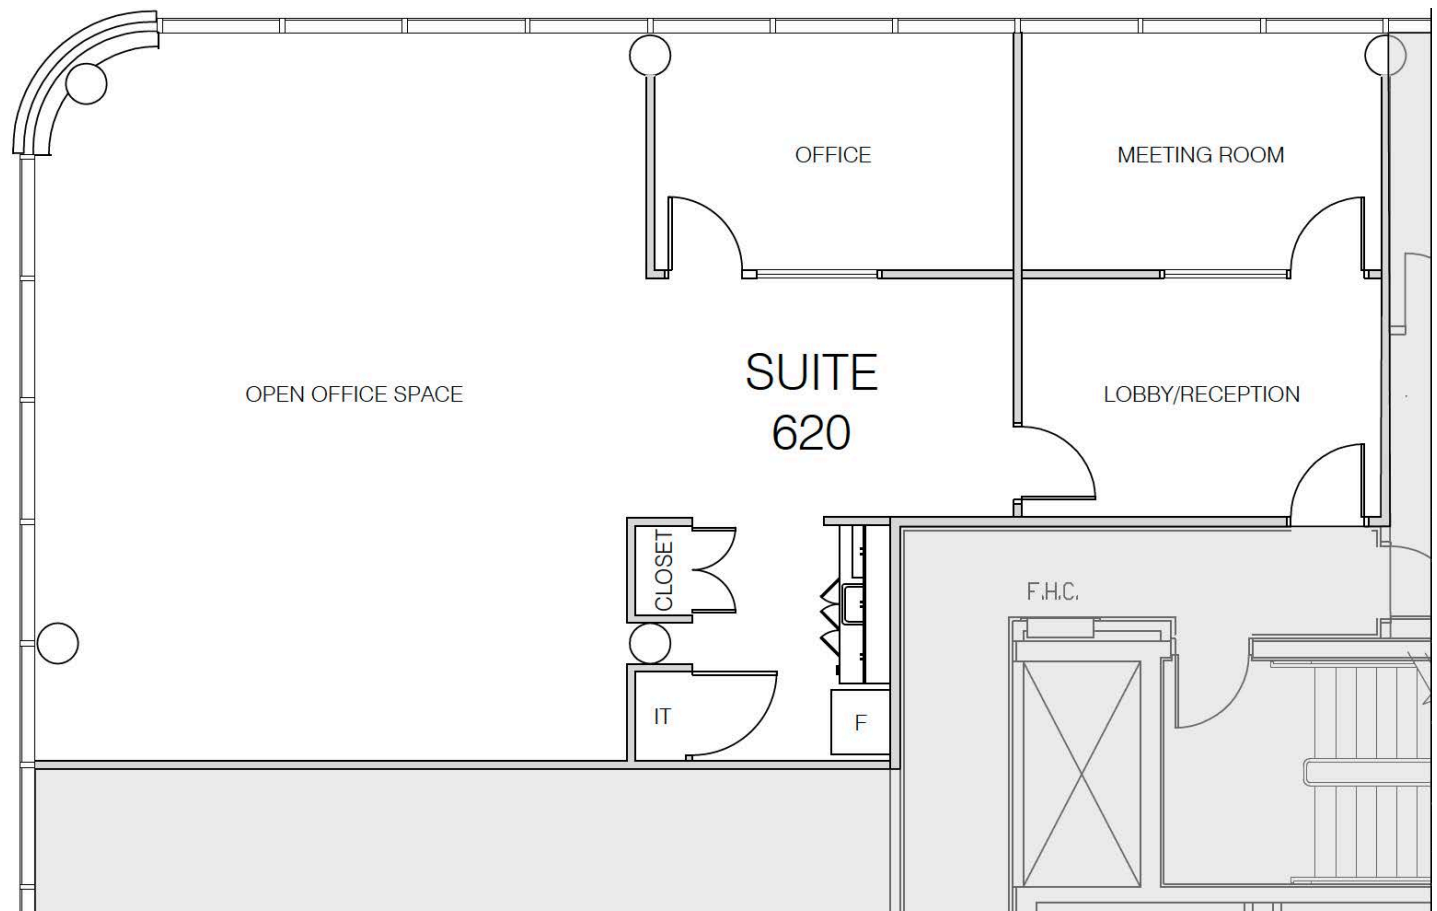 OFFICE
MEETING ROOM
SUITE
620
OPEN OFFICE SPACE
LOBBY/RECEPTION
CLOSET
F.H.C.
IT
F